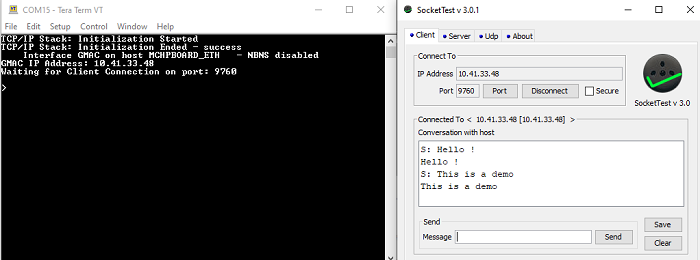 COM15 - Tera Term VT
File Edit Setup Control Window Help
TCP/IP Stack: Initialization Started
TCP/IP Stack: Initialization Ended - success
Interface GMAC on host MCHPBOARD_ETH - NBNS disabled
GMAC IP Address: 10.41.33.48
Waiting for Client Connection on port: 9760
>
SocketTest v 3.0.1
Client Server Udp About
Connect To
IP Address 10.41.33.48
Port 9760 Port Disconnect Secure
SocketTest v 3.0
Connected To < 10.41.33.48 [10.41.33.48] >
Conversation with host
S: Hello !
Hello !
S: This is a demo
This is a demo
Send
Message Send
Save
Clear